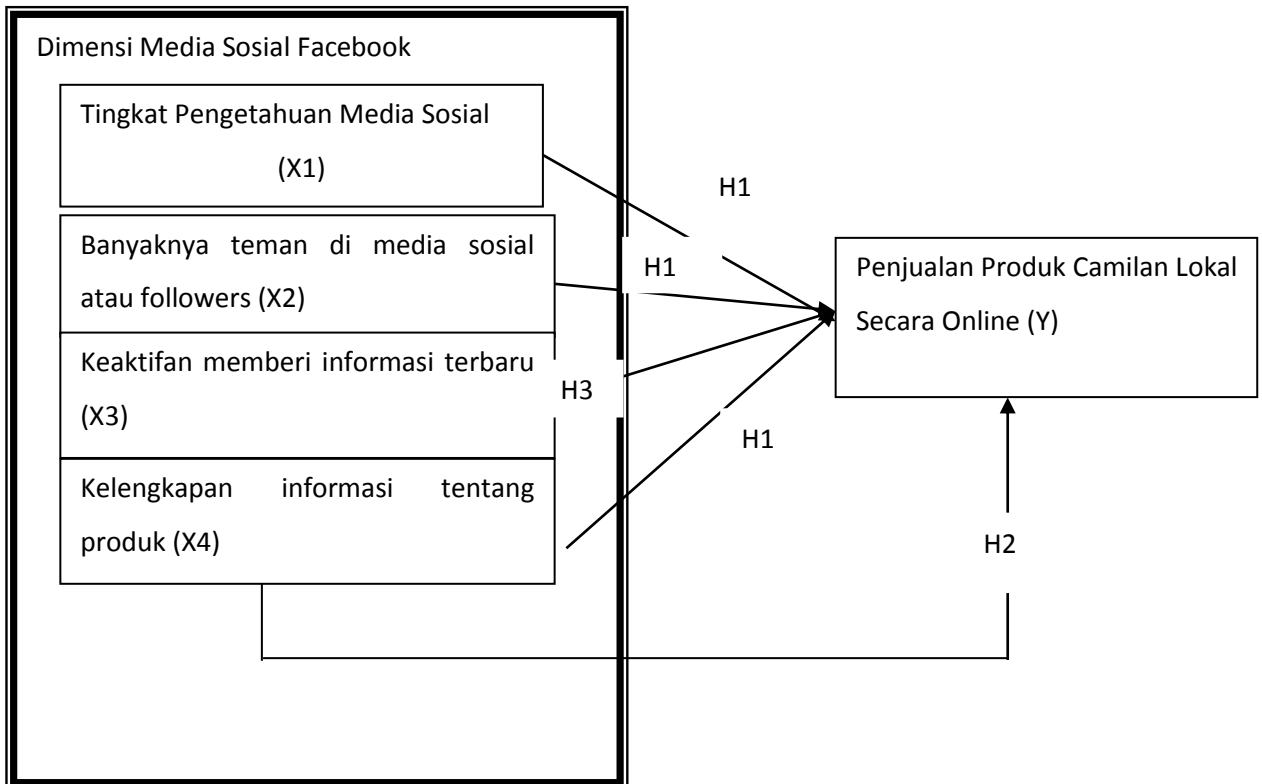 Dimensi Media Sosial Facebook
Tingkat Pengetahuan Media Sosial
(X1)
H1
Banyaknya teman di media sosial
atau followers (X2)
H1
Penjualan Produk Camilan Lokal
Secara Online (Y)
Keaktifan memberi informasi terbaru
(X3)
H3
H1
Kelengkapan informasi tentang
produk (X4)
H2